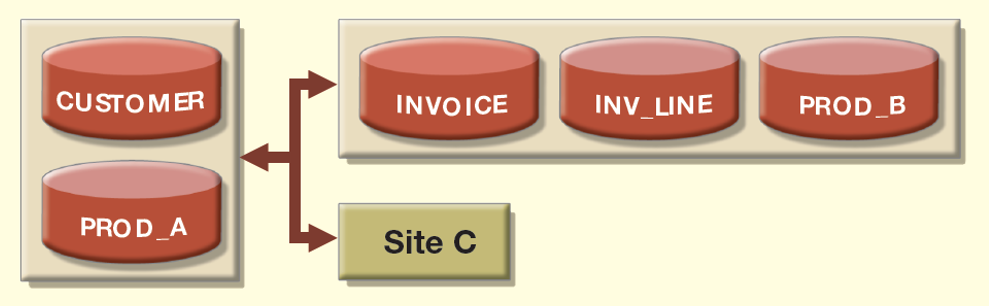 CUSTOMER
PROD_A
INVOICE
INV_LINE
PROD_B
Site C